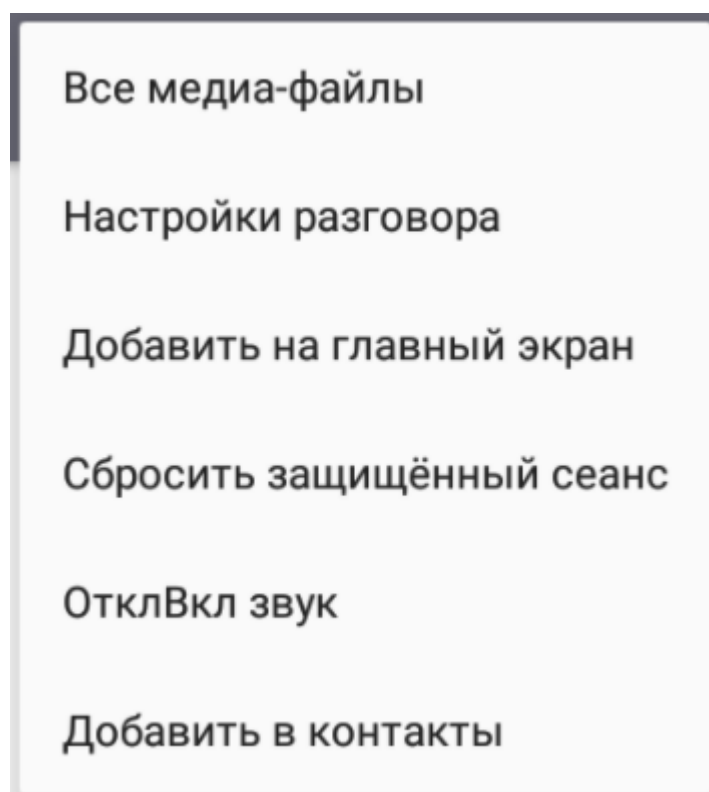 Все медиа-файлы
Настройки разговора
Добавить на главный экран
Сбросить защищённый сеанс
ОтклВкл звук
Добавить в контакты